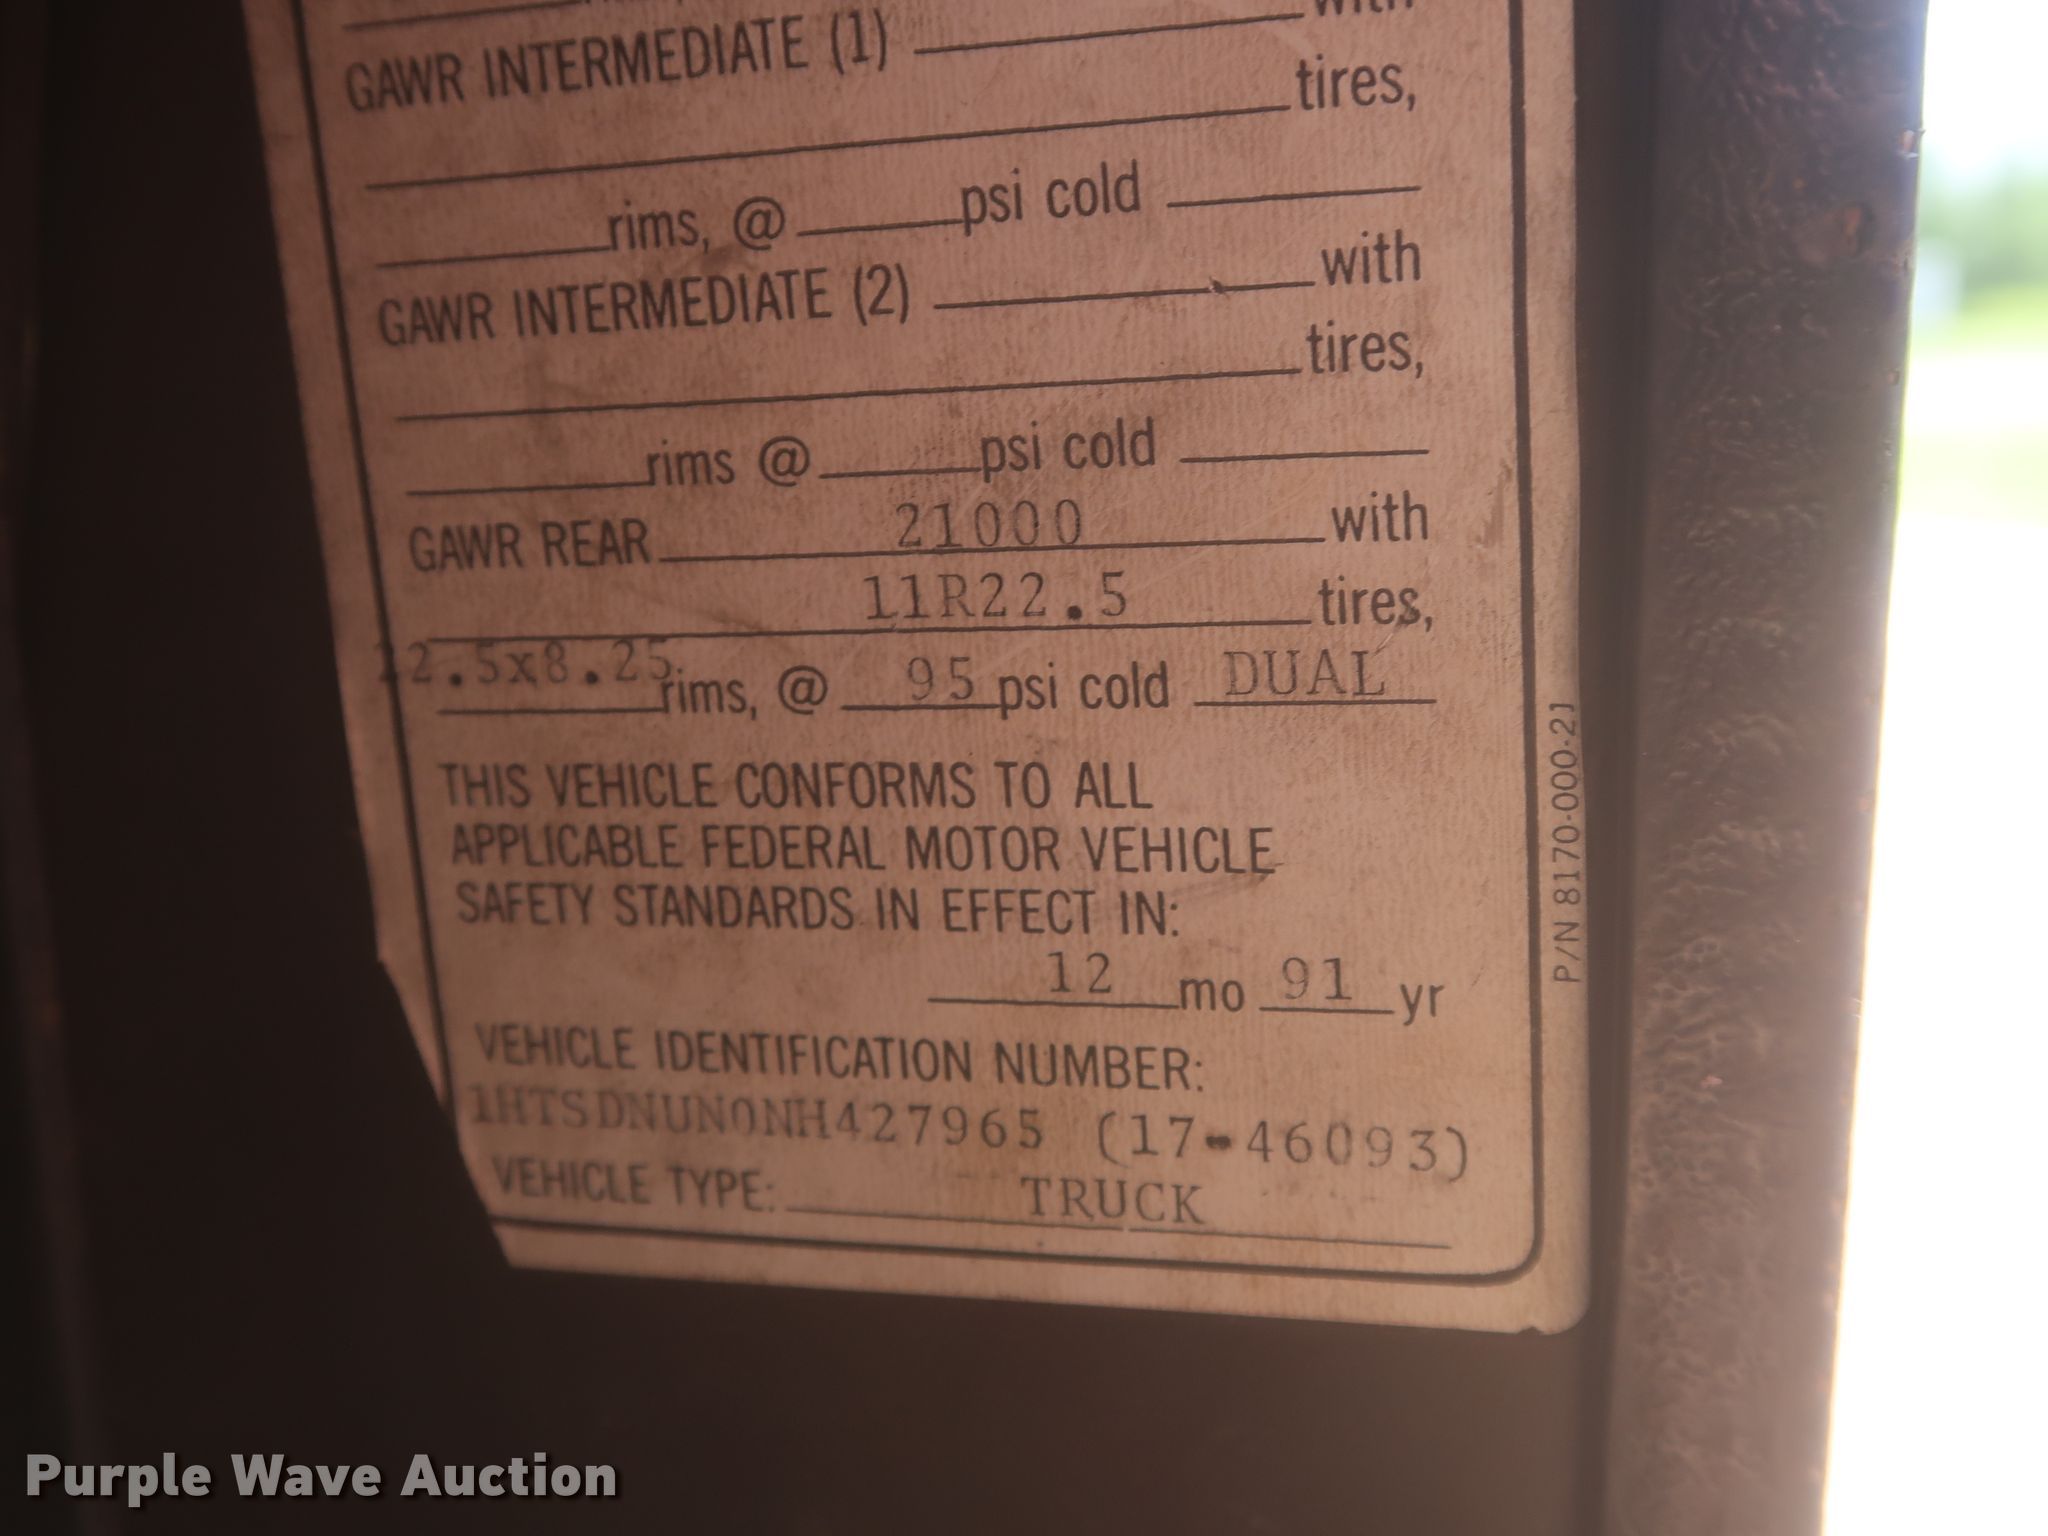 with
GAWR INTERMEDIATE (1)
tires,
rims, @ psi cold
GAWR INTERMEDIATE (2) with
tires,
rims @ psi cold
GAWR REAR 21000 with
11R22.5 tires,
22.5x8.25 rims, @ 95 psi cold DUAL
THIS VEHICLE CONFORMS TO ALL
APPLICABLE FEDERAL MOTOR VEHICLE
SAFETY STANDARDS IN EFFECT IN:
12 mo 91 yr
VEHICLE IDENTIFICATION NUMBER:
1HTSDNUN0NH427965 (17-46093)
VEHICLE TYPE: TRUCK
P/N 8170-000-21
Purple Wave Auction